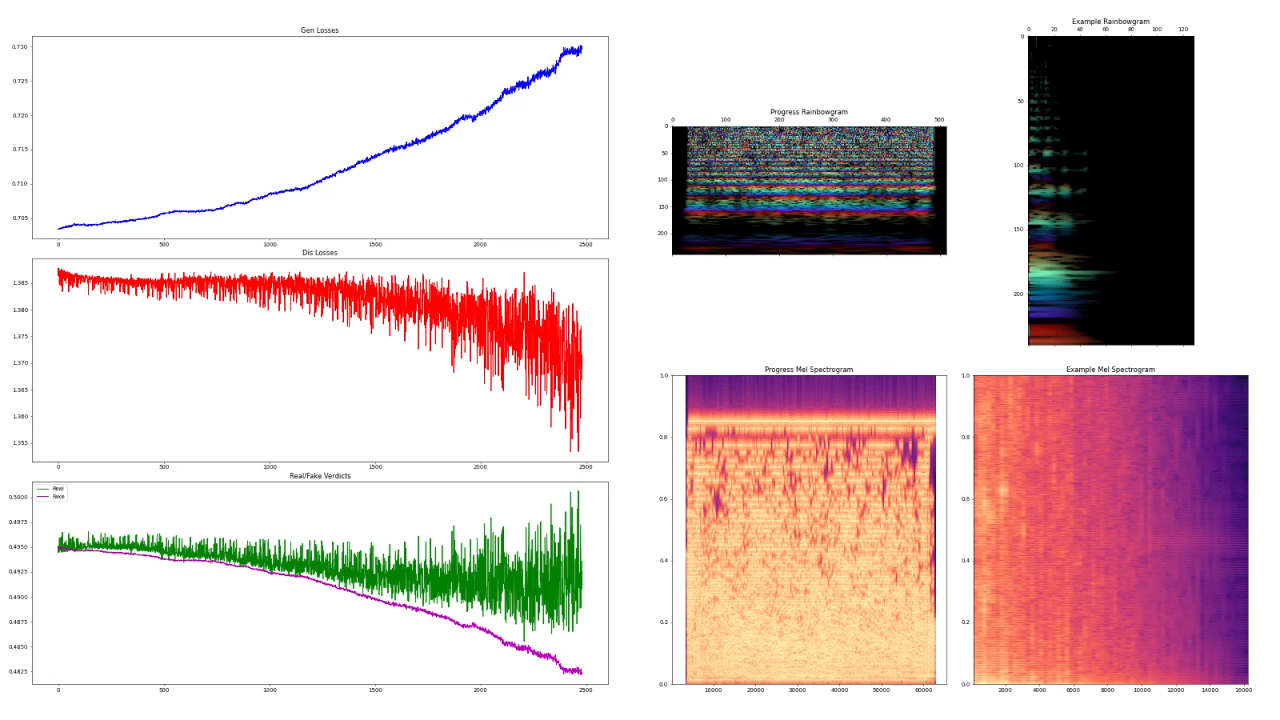 Gen Losses
0.730
0.725
0.720
0.715
0.710
0.705
0 500 1000 1500 2000 2500
Dis Losses
1.385
1.380
1.375
1.370
1.365
1.360
1.355
0 500 1000 1500 2000 2500
Real/Fake Verdicts
Real
Fake
0.5000
0.4975
0.4950
0.4925
0.4900
0.4875
0.4850
0.4825
0 500 1000 1500 2000 2500
Progress Rainbowgram
0 100 200 300 400 500
0
50
100
150
200
Example Rainbowgram
0 20 40 60 80 100 120
0
50
100
150
200
Progress Mel Spectrogram
1.0
0.8
0.6
0.4
0.2
0.0
10000 20000 30000 40000 50000 60000
Example Mel Spectrogram
1.0
0.8
0.6
0.4
0.2
0.0
2000 4000 6000 8000 10000 12000 14000 16000